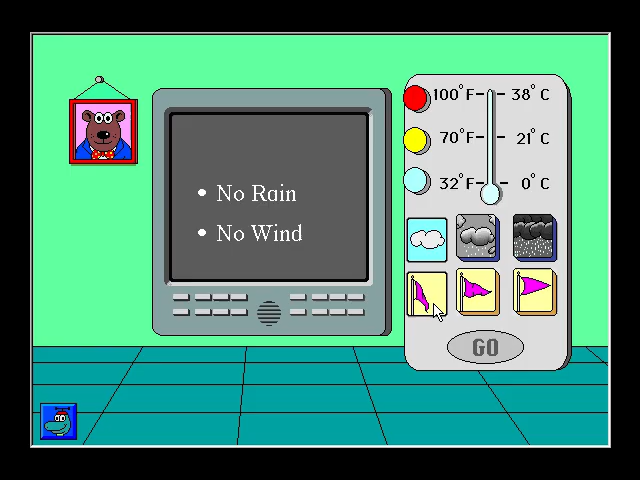 100°F 38°C
70°F 21°C
• No Rain
32°F 0°C
• No Wind
GO